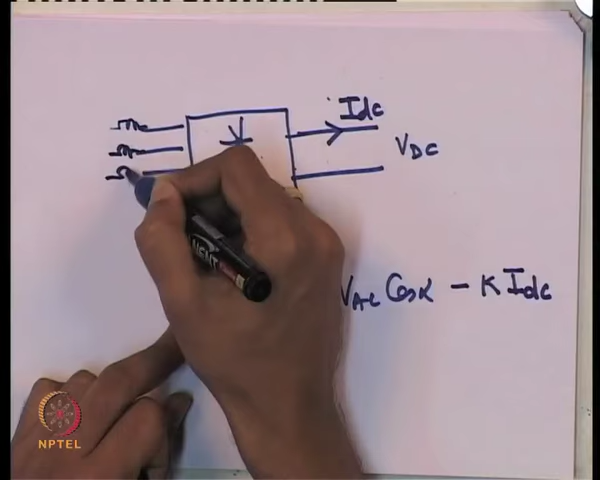 Idc
VDC
VAC Cosα - K Idc
NPTEL